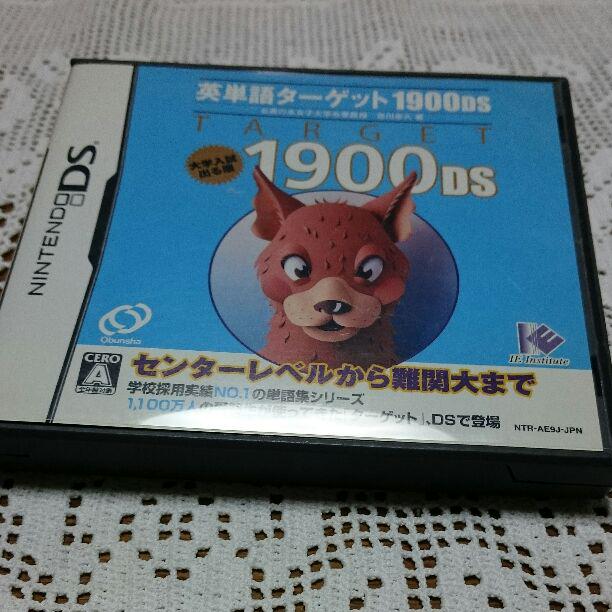 NINTENDO DS
英単語ターゲット1900DS
TARGET
大学入試
出る順
1900DS
Obunsha
IE Institute
CERO
A
センターレベルから難関大まで
学校採用実績NO.1の単語集シリーズ
1,100万人の
「ターゲット」、DSで登場
NTR-AE9J-JPN